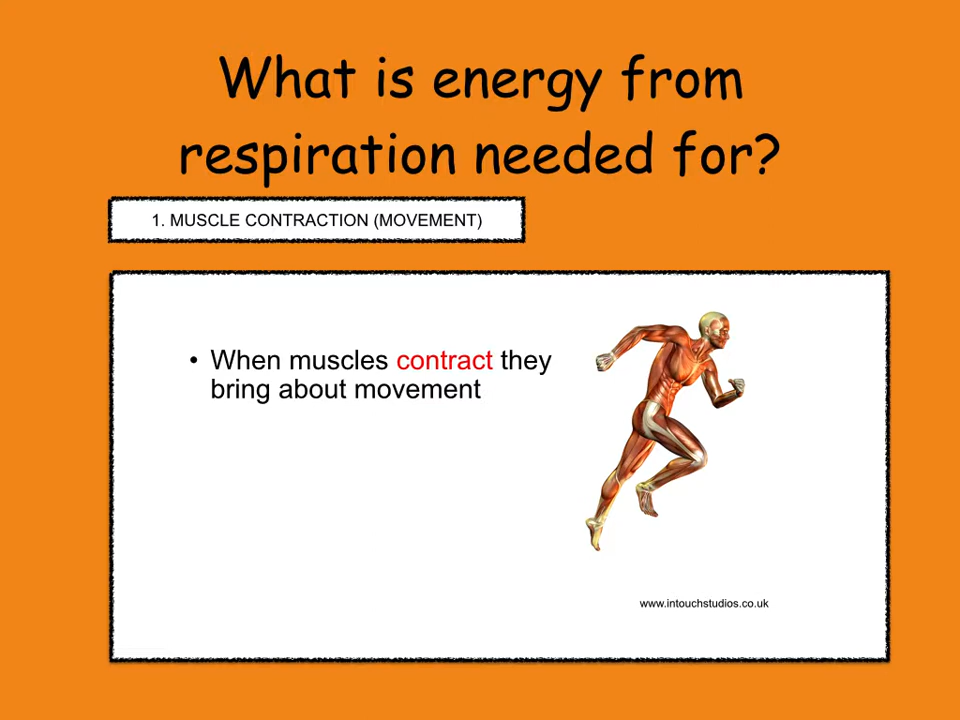 What is energy from
respiration needed for?
1. MUSCLE CONTRACTION (MOVEMENT)
• When muscles contract they
bring about movement
www.intouchstudios.co.uk